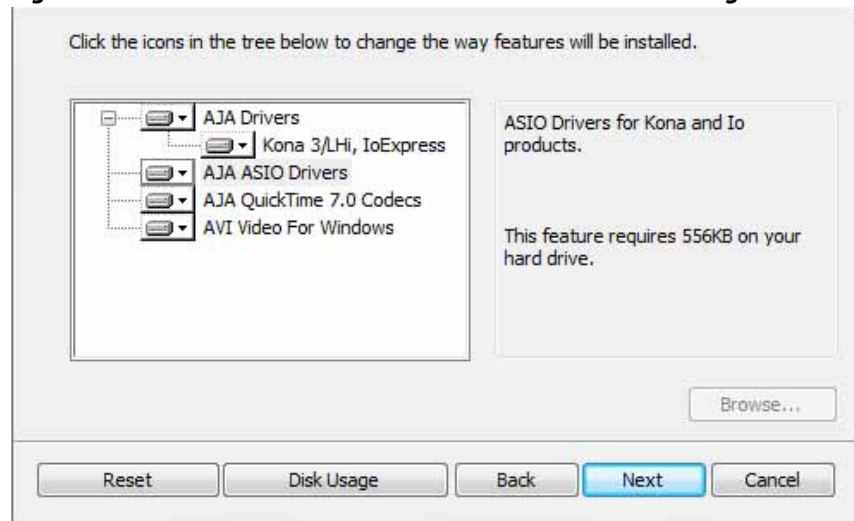 Click the icons in the tree below to change the way features will be installed.
AJA Drivers
Kona 3/LHi, IoExpress
AJA ASIO Drivers
AJA QuickTime 7.0 Codecs
AVI Video For Windows
ASIO Drivers for Kona and Io
products.
This feature requires 556KB on your
hard drive.
Browse...
Reset
Disk Usage
Back
Next
Cancel